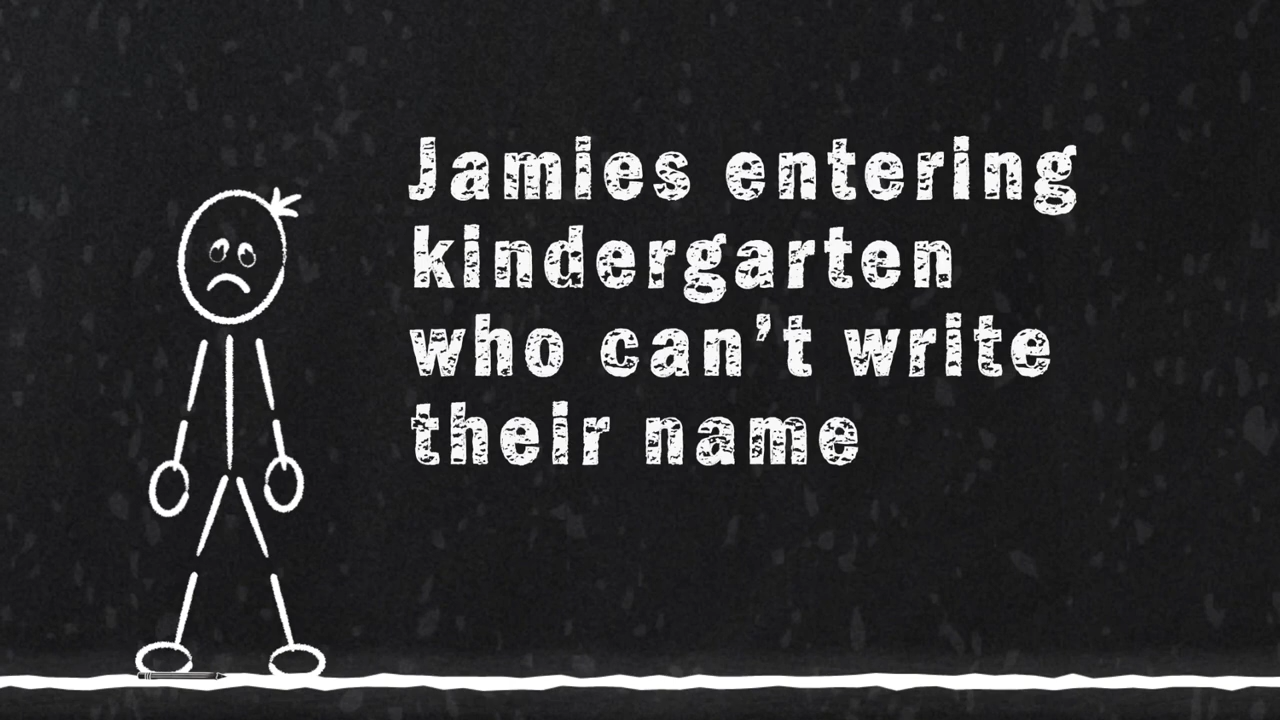 Jamies entering
kindergarten
who can't write
their name